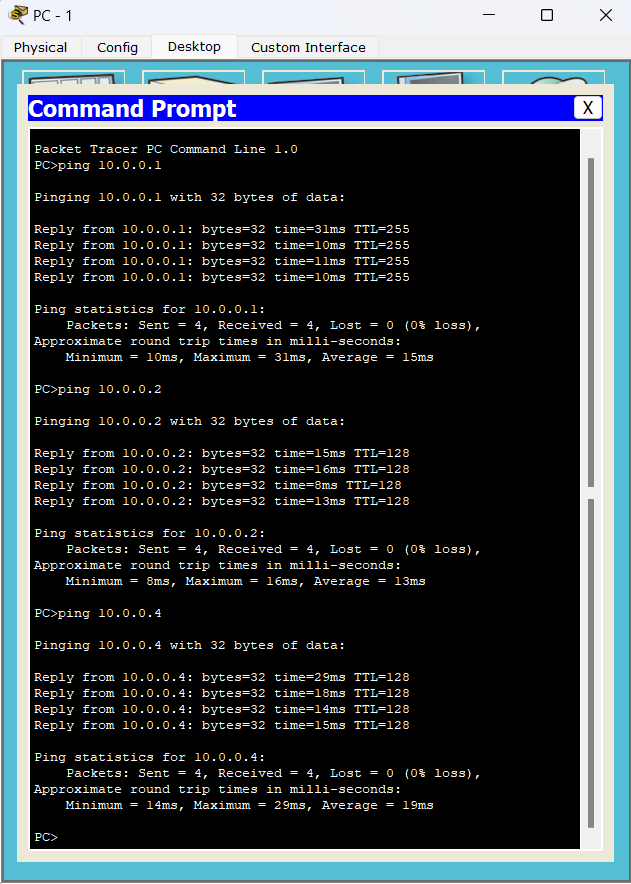 PC - 1
Physical Config Desktop Custom Interface
Command Prompt X
Packet Tracer PC Command Line 1.0
PC>ping 10.0.0.1
Pinging 10.0.0.1 with 32 bytes of data:
Reply from 10.0.0.1: bytes=32 time=31ms TTL=255
Reply from 10.0.0.1: bytes=32 time=10ms TTL=255
Reply from 10.0.0.1: bytes=32 time=11ms TTL=255
Reply from 10.0.0.1: bytes=32 time=10ms TTL=255
Ping statistics for 10.0.0.1:
    Packets: Sent = 4, Received = 4, Lost = 0 (0% loss),
Approximate round trip times in milli-seconds:
    Minimum = 10ms, Maximum = 31ms, Average = 15ms
PC>ping 10.0.0.2
Pinging 10.0.0.2 with 32 bytes of data:
Reply from 10.0.0.2: bytes=32 time=15ms TTL=128
Reply from 10.0.0.2: bytes=32 time=16ms TTL=128
Reply from 10.0.0.2: bytes=32 time=8ms TTL=128
Reply from 10.0.0.2: bytes=32 time=13ms TTL=128
Ping statistics for 10.0.0.2:
    Packets: Sent = 4, Received = 4, Lost = 0 (0% loss),
Approximate round trip times in milli-seconds:
    Minimum = 8ms, Maximum = 16ms, Average = 13ms
PC>ping 10.0.0.4
Pinging 10.0.0.4 with 32 bytes of data:
Reply from 10.0.0.4: bytes=32 time=29ms TTL=128
Reply from 10.0.0.4: bytes=32 time=18ms TTL=128
Reply from 10.0.0.4: bytes=32 time=14ms TTL=128
Reply from 10.0.0.4: bytes=32 time=15ms TTL=128
Ping statistics for 10.0.0.4:
    Packets: Sent = 4, Received = 4, Lost = 0 (0% loss),
Approximate round trip times in milli-seconds:
    Minimum = 14ms, Maximum = 29ms, Average = 19ms
PC>